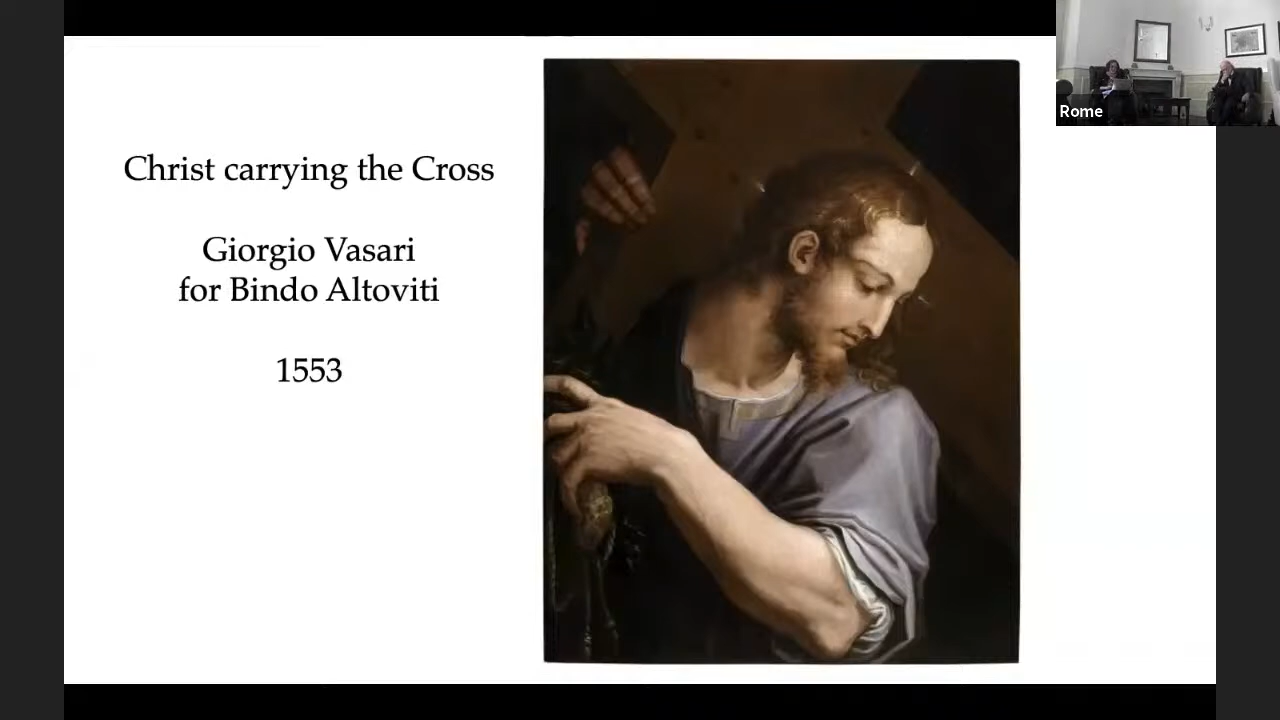 Christ carrying the Cross
Giorgio Vasari
for Bindo Altoviti
1553
Rome